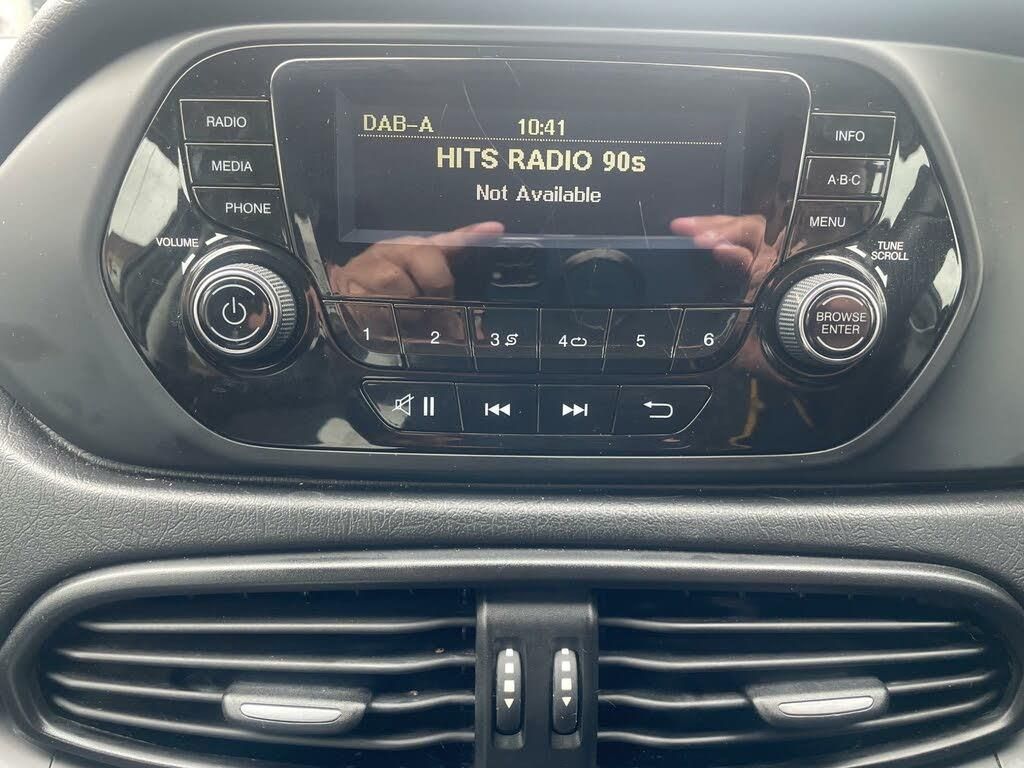 DAB-A 10:41
HITS RADIO 90s
Not Available
RADIO
MEDIA
PHONE
VOLUME
INFO
A·B·C
MENU
TUNE
SCROLL
BROWSE
ENTER
1 2 3 4 5 6